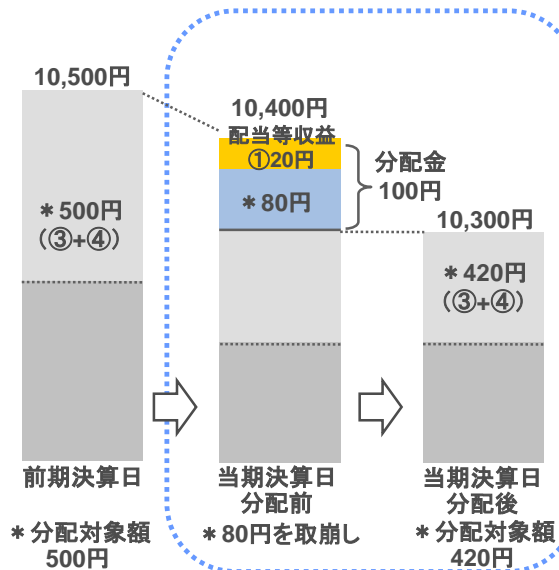 10,500円
＊500円
（③+④）
前期決算日
＊分配対象額
500円
10,400円
配当等収益
①20円
＊80円
分配金
100円
当期決算日
分配前
＊80円を取崩し
10,300円
＊420円
（③+④）
当期決算日
分配後
＊分配対象額
420円